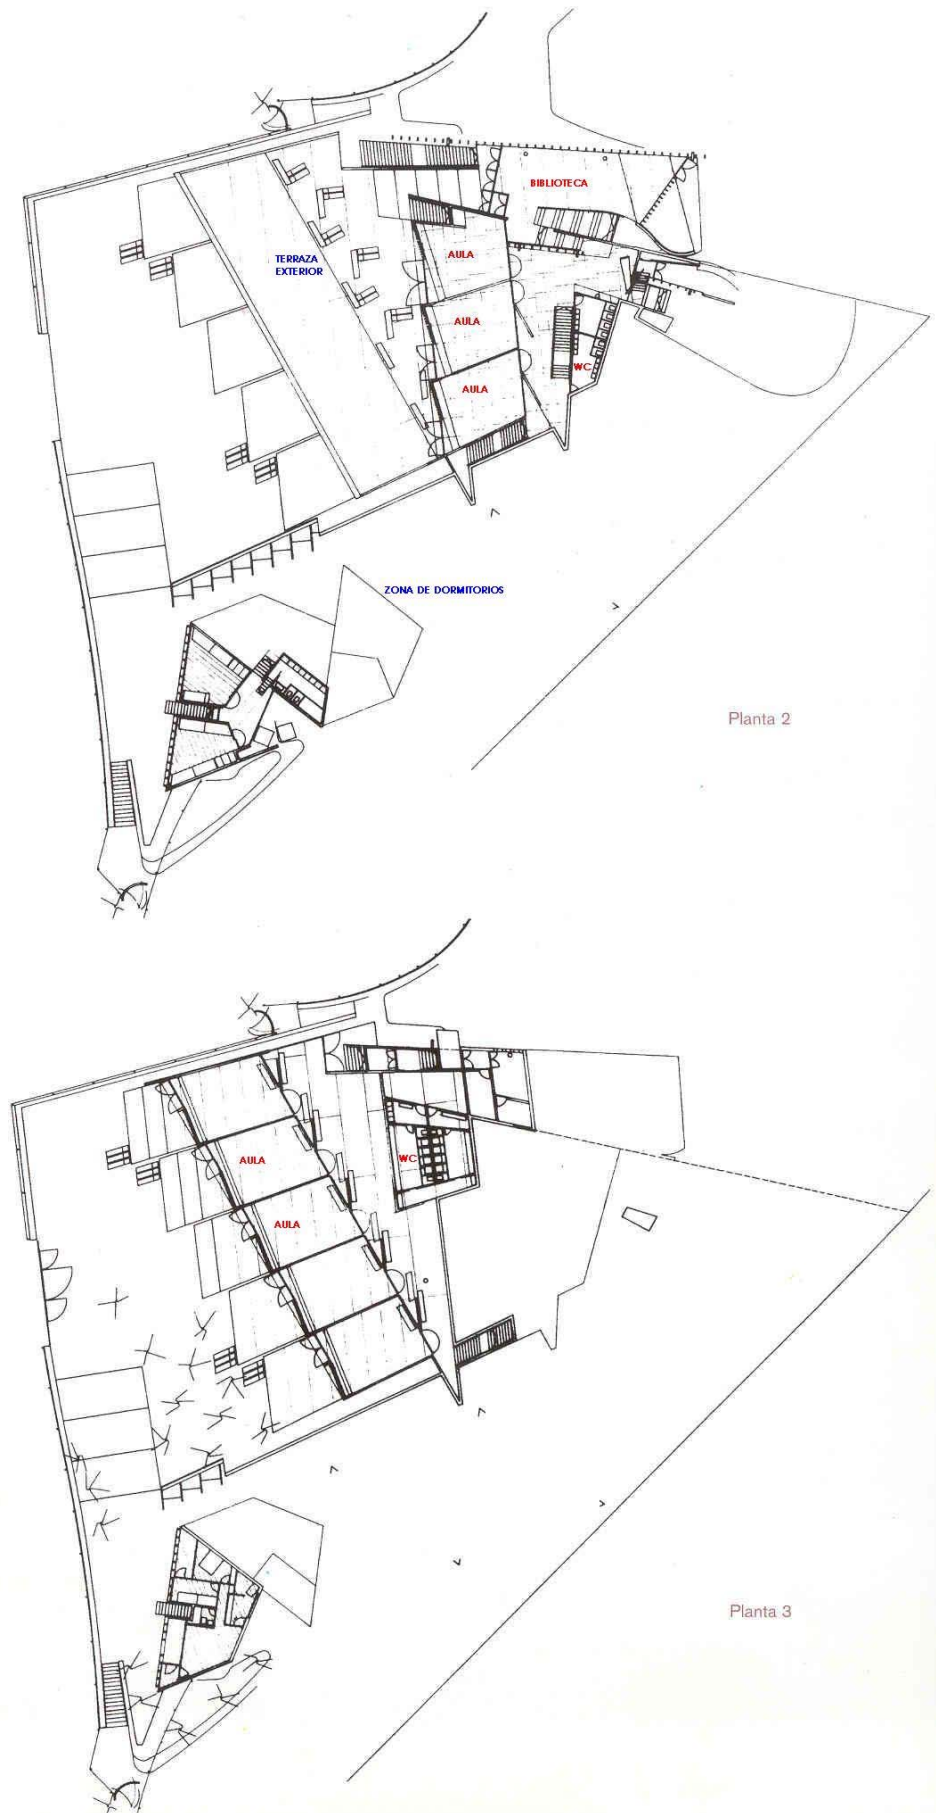 BIBLIOTECA
AULA
TERRAZA
EXTERIOR
AULA
WC
AULA
ZONA DE DORMITORIOS
Planta 2
AULA
WC
AULA
Planta 3